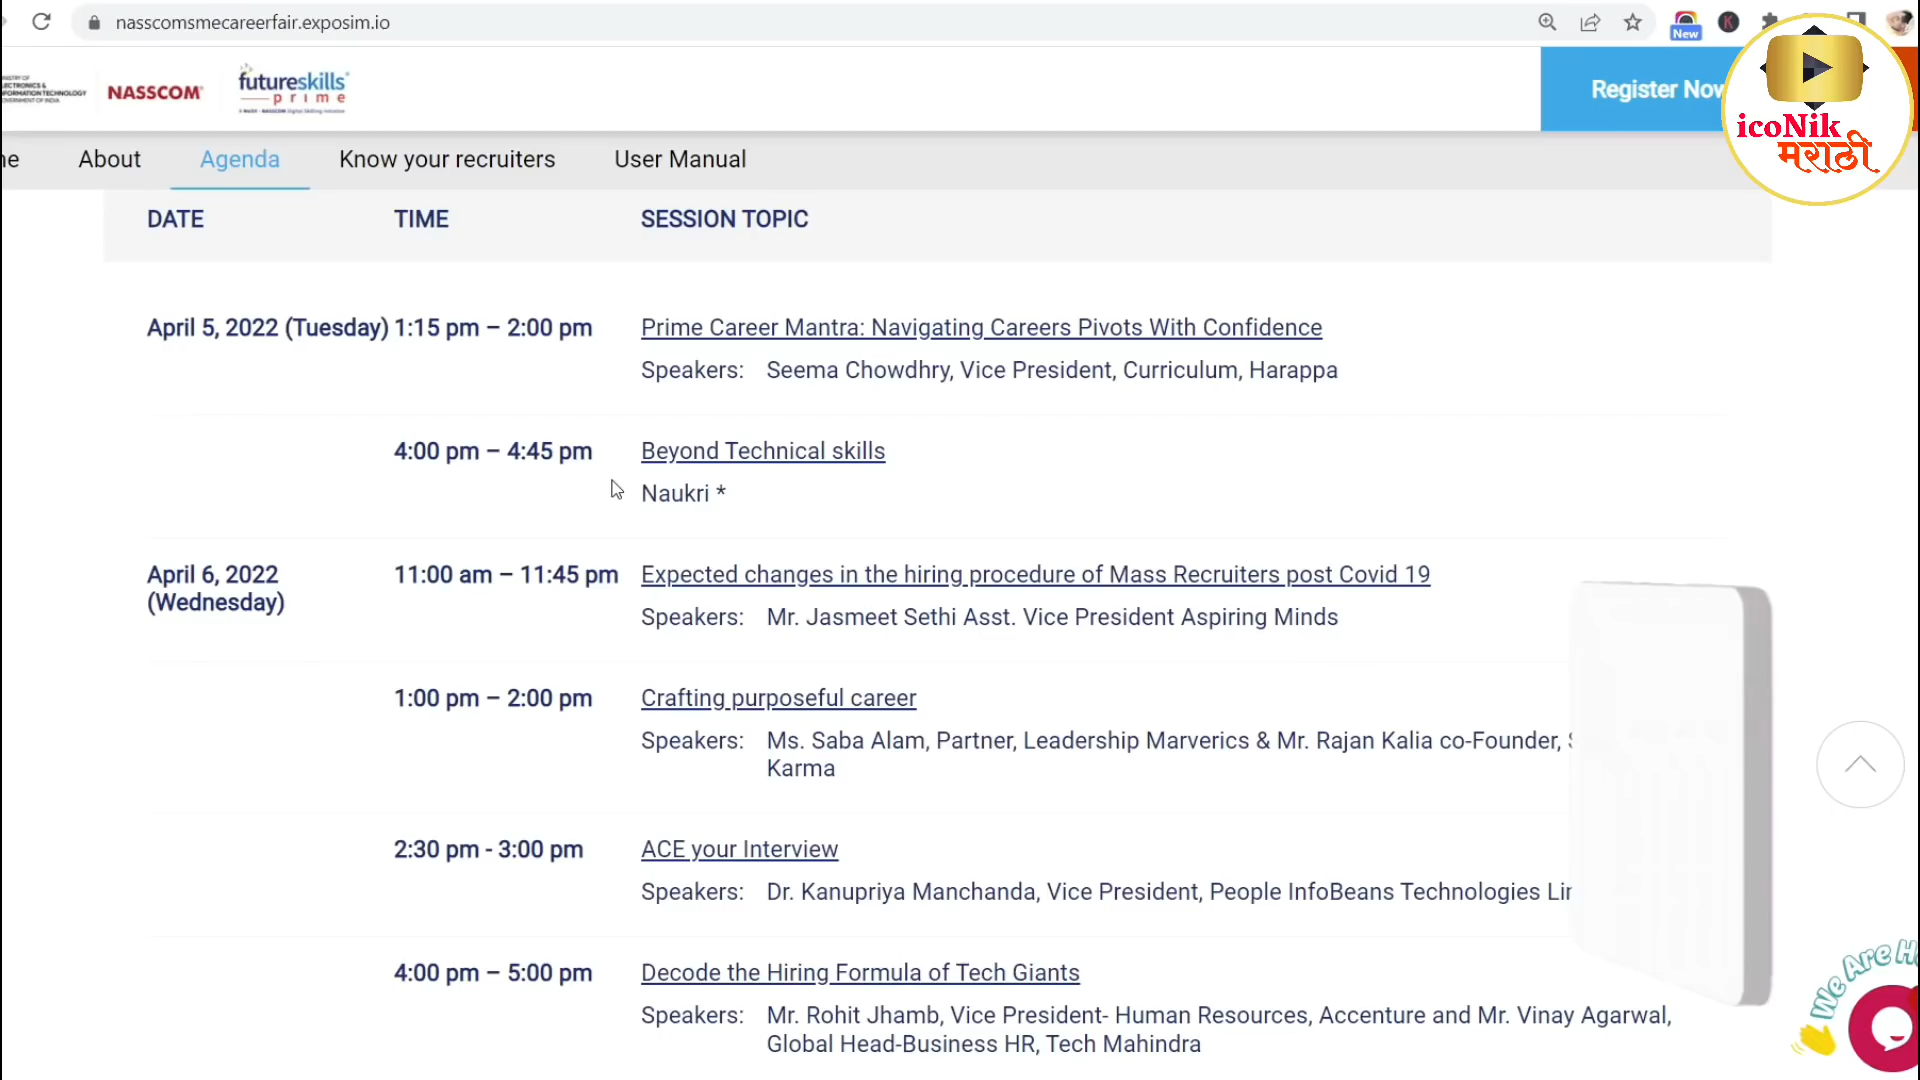 nasscomsmecareerfair.exposim.io
New
K
NASSCOM
futureskills
prime
Register Now
icoNik
मराठी
About
Agenda
Know your recruiters
User Manual
DATE
TIME
SESSION TOPIC
April 5, 2022 (Tuesday)
1:15 pm – 2:00 pm
Prime Career Mantra: Navigating Careers Pivots With Confidence
Speakers: Seema Chowdhry, Vice President, Curriculum, Harappa
4:00 pm – 4:45 pm
Beyond Technical skills
Naukri *
April 6, 2022
(Wednesday)
11:00 am – 11:45 pm
Expected changes in the hiring procedure of Mass Recruiters post Covid 19
Speakers: Mr. Jasmeet Sethi Asst. Vice President Aspiring Minds
1:00 pm – 2:00 pm
Crafting purposeful career
Speakers: Ms. Saba Alam, Partner, Leadership Marverics & Mr. Rajan Kalia co-Founder,
Karma
2:30 pm - 3:00 pm
ACE your Interview
Speakers: Dr. Kanupriya Manchanda, Vice President, People InfoBeans Technologies
4:00 pm – 5:00 pm
Decode the Hiring Formula of Tech Giants
Speakers: Mr. Rohit Jhamb, Vice President- Human Resources, Accenture and Mr. Vinay Agarwal,
Global Head-Business HR, Tech Mahindra
We Are